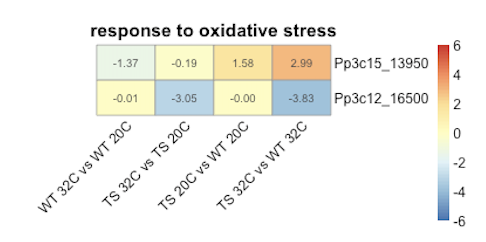 response to oxidative stress
-1.37 -0.19 1.58 2.99 Pp3c15_13950
-0.01 -3.05 -0.00 -3.83 Pp3c12_16500
WT 32C vs WT 20C
TS 32C vs TS 20C
TS 20C vs WT 20C
TS 32C vs WT 32C
6
4
2
0
-2
-4
-6